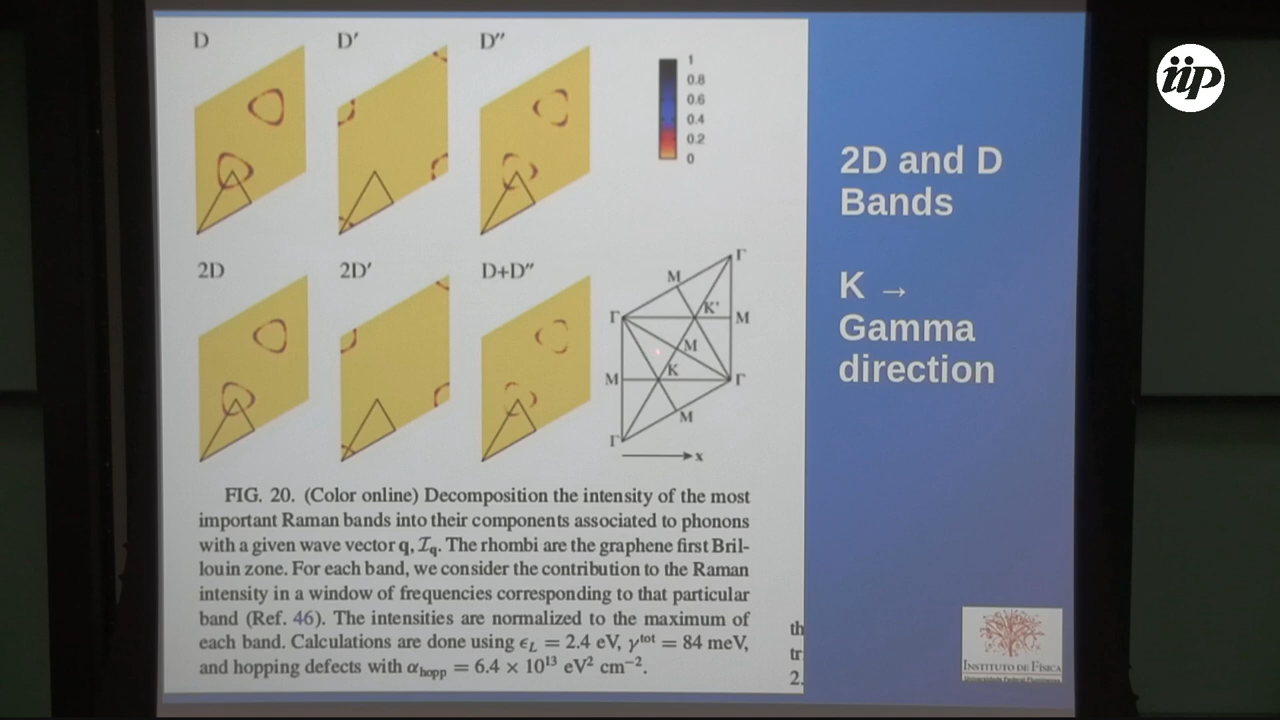 D D′ D″
1
0.8
0.6
0.4
0.2
0
2D 2D′ D+D″
Γ
M
K'
Γ
M
M
K
M
Γ
M
Γ
x
FIG. 20. (Color online) Decomposition the intensity of the most
important Raman bands into their components associated to phonons
with a given wave vector q, ℐq. The rhombi are the graphene first Bril-
louin zone. For each band, we consider the contribution to the Raman
intensity in a window of frequencies corresponding to that particular
band (Ref. 46). The intensities are normalized to the maximum of
each band. Calculations are done using ϵL = 2.4 eV, γtot = 84 meV,
and hopping defects with αhopp = 6.4 × 10¹³ eV² cm⁻².
th
tr
2.
2D and D
Bands
K →
Gamma
direction
iip
INSTITUTO DE FÍSICA
Universidade Federal Fluminense